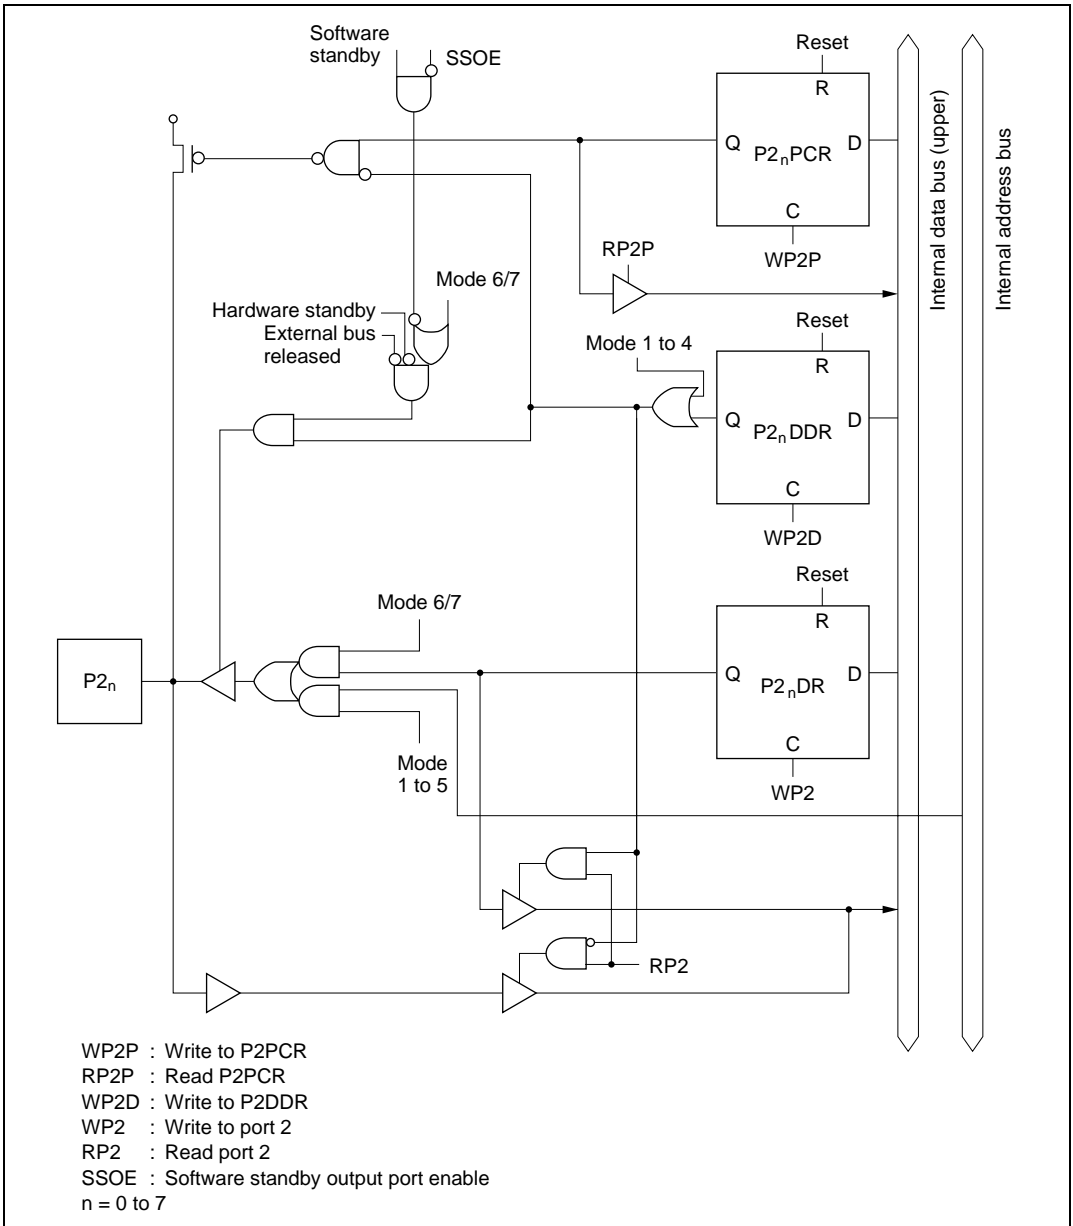 Software
standby
SSOE
Reset
R
Q
P2nPCR
D
C
WP2P
RP2P
Mode 6/7
Hardware standby
External bus
released
Mode 1 to 4
Reset
R
Q
P2nDDR
D
C
WP2D
Internal data bus (upper)
Internal address bus
Mode 6/7
Reset
R
Q
P2nDR
D
C
WP2
P2n
Mode
1 to 5
RP2
WP2P : Write to P2PCR
RP2P : Read P2PCR
WP2D : Write to P2DDR
WP2 : Write to port 2
RP2 : Read port 2
SSOE : Software standby output port enable
n = 0 to 7